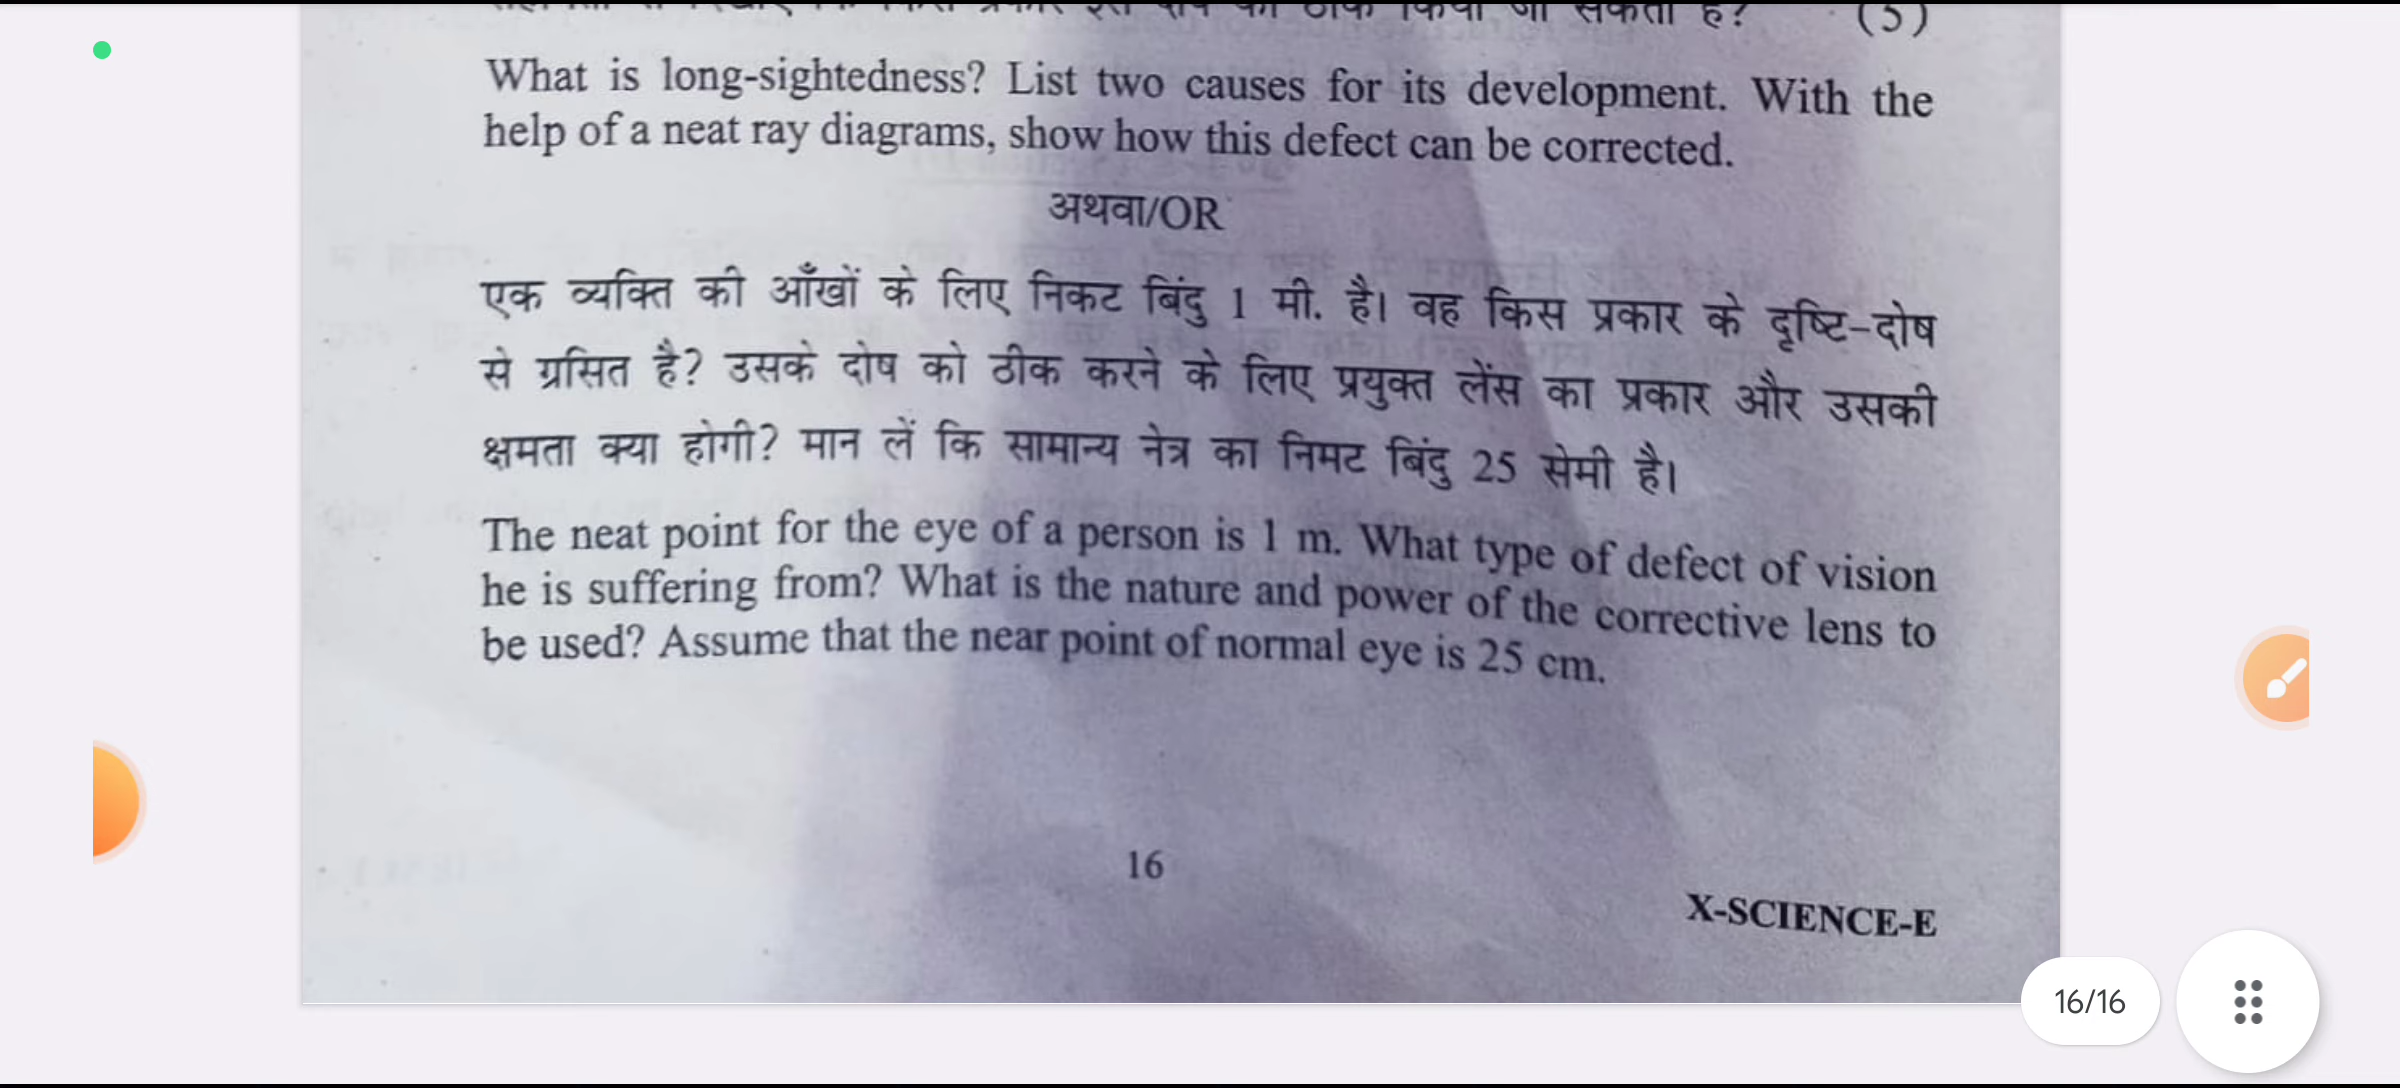 (5)
What is long-sightedness? List two causes for its development. With the
help of a neat ray diagrams, show how this defect can be corrected.
अथवा/OR
एक व्यक्ति की आँखों के लिए निकट बिंदु 1 मी. है। वह किस प्रकार के दृष्टि-दोष
से ग्रसित है? उसके दोष को ठीक करने के लिए प्रयुक्त लेंस का प्रकार और उसकी
क्षमता क्या होगी? मान लें कि सामान्य नेत्र का निमट बिंदु 25 सेमी है।
The neat point for the eye of a person is 1 m. What type of defect of vision
he is suffering from? What is the nature and power of the corrective lens to
be used? Assume that the near point of normal eye is 25 cm.
16
X-SCIENCE-E
16/16